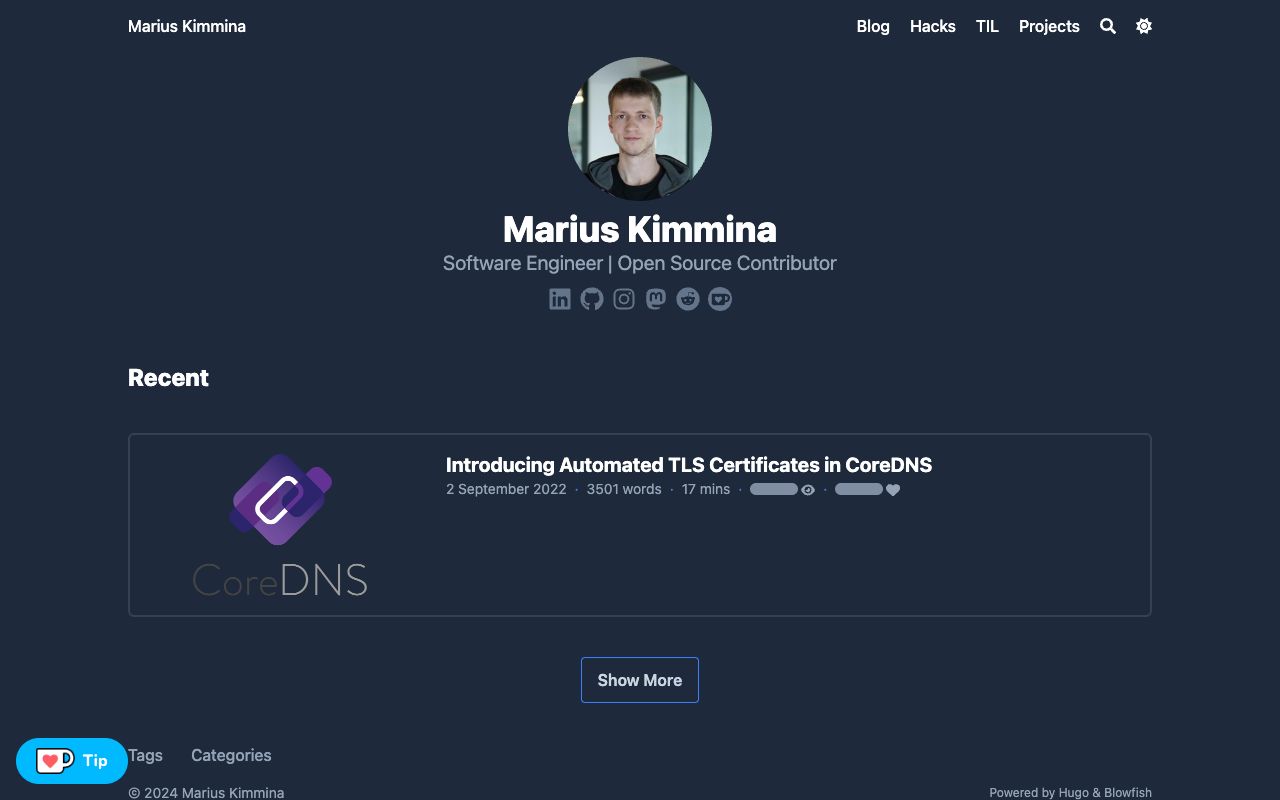 Marius Kimmina
Blog Hacks TIL Projects
Marius Kimmina
Software Engineer | Open Source Contributor
Recent
CoreDNS
Introducing Automated TLS Certificates in CoreDNS
2 September 2022 · 3501 words · 17 mins · ·
Show More
Tip
Tags Categories
© 2024 Marius Kimmina
Powered by Hugo & Blowfish